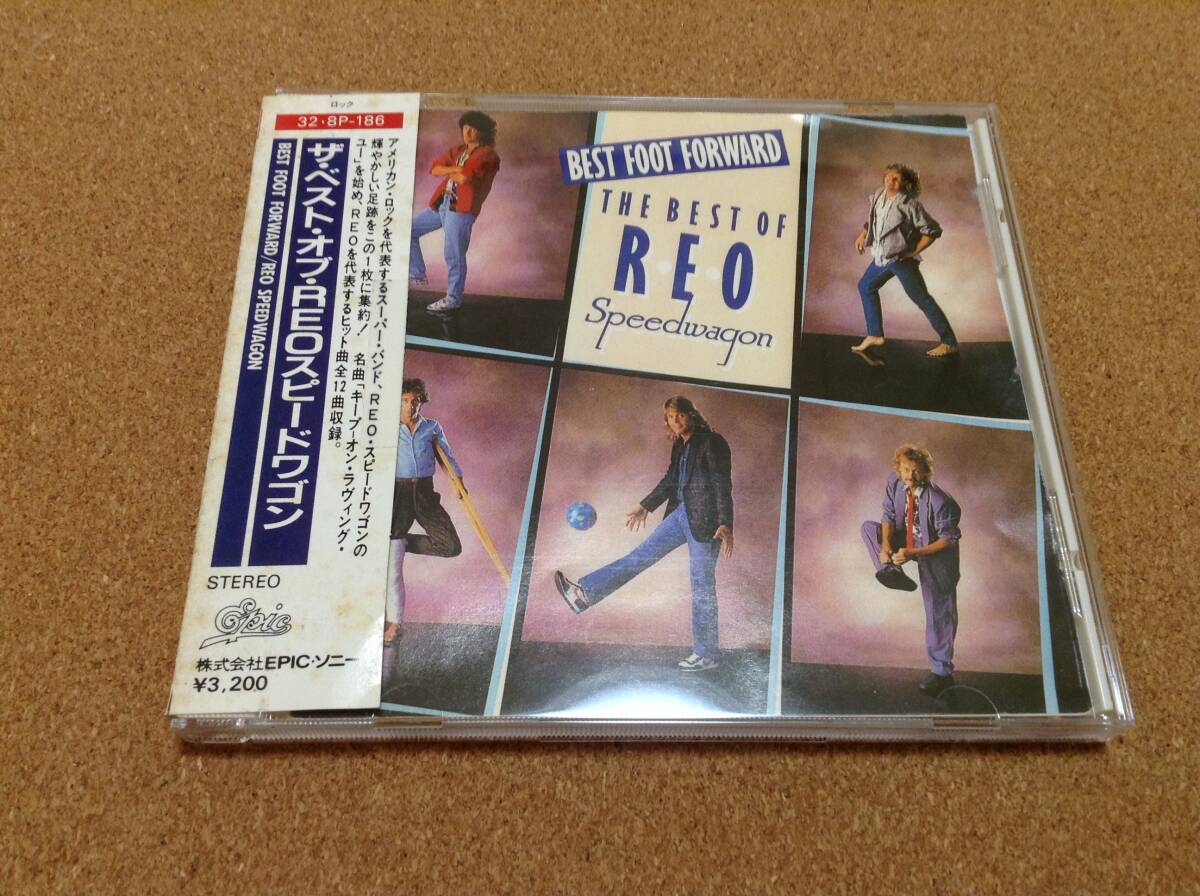 ロック
32・8P-186
ザ・ベスト・オブ・REOスピードワゴン
BEST FOOT FORWARD/REO SPEEDWAGON
アメリカン・ロックを代表するスーパー・バンド、REO・スピードワゴンの
輝やかしい足跡をこの1枚に集約! 名曲「キープ・オン・ラヴィング・
ユー」を始め、REOを代表するヒット曲全12曲収録。
STEREO
Epic
株式会社EPIC・ソニー
¥3,200
BEST FOOT FORWARD
THE BEST OF
R・E・O
Speedwagon